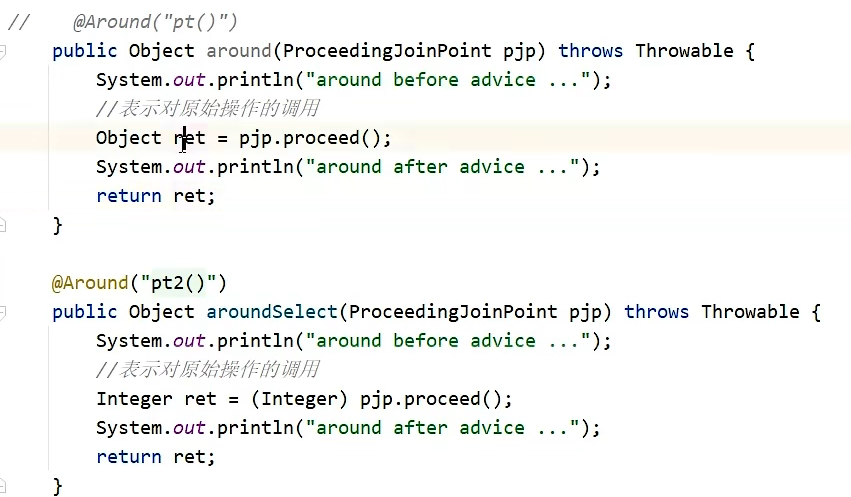 //    @Around("pt()")
public Object around(ProceedingJoinPoint pjp) throws Throwable {
System.out.println("around before advice ...");
//表示对原始操作的调用
Object ret = pjp.proceed();
System.out.println("around after advice ...");
return ret;
}
@Around("pt2()")
public Object aroundSelect(ProceedingJoinPoint pjp) throws Throwable {
System.out.println("around before advice ...");
//表示对原始操作的调用
Integer ret = (Integer) pjp.proceed();
System.out.println("around after advice ...");
return ret;
}